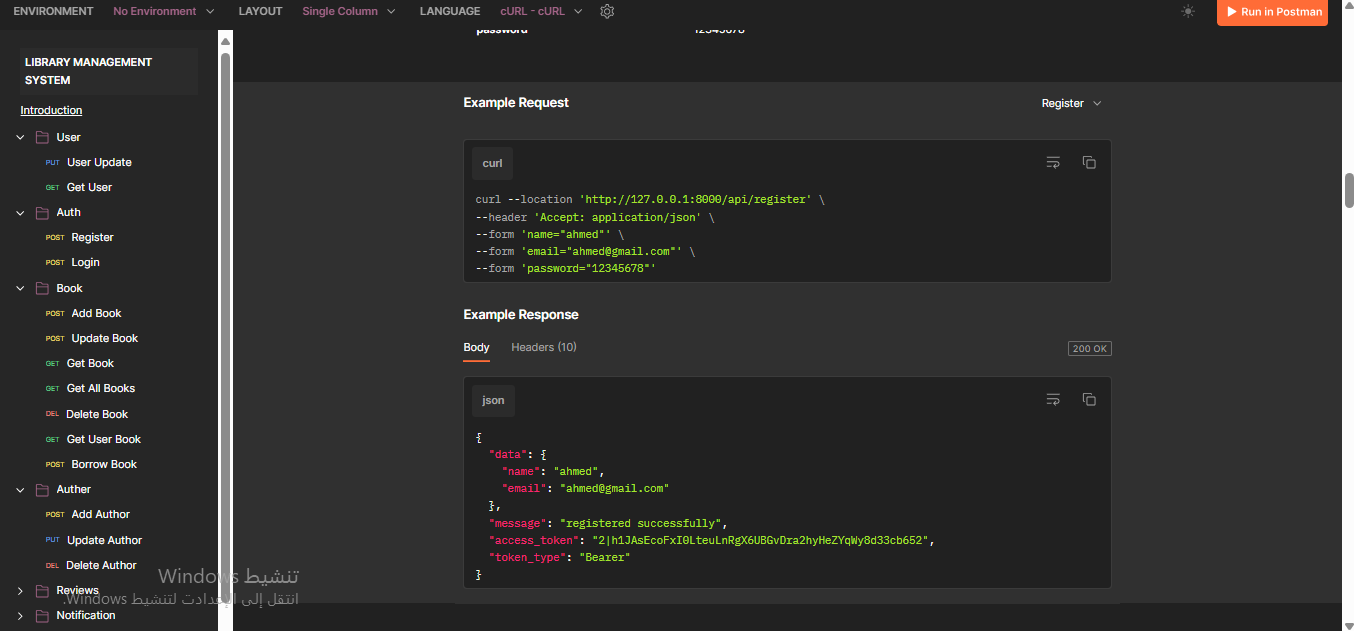 ENVIRONMENT No Environment LAYOUT Single Column LANGUAGE cURL - cURL Run in Postman
LIBRARY MANAGEMENT
SYSTEM
Introduction
User
PUT User Update
GET Get User
Auth
POST Register
POST Login
Book
POST Add Book
POST Update Book
GET Get Book
GET Get All Books
DEL Delete Book
GET Get User Book
POST Borrow Book
Auther
POST Add Author
PUT Update Author
DEL Delete Author
Reviews
Notification
password 12345678
Example Request Register
curl
curl --location 'http://127.0.0.1:8000/api/register' \
--header 'Accept: application/json' \
--form 'name="ahmed"' \
--form 'email="ahmed@gmail.com"' \
--form 'password="12345678"'
Example Response
Body Headers (10) 200 OK
json
{
"data": {
"name": "ahmed",
"email": "ahmed@gmail.com"
},
"message": "registered successfully",
"access_token": "2|h1JAsEcoFxI0LteuLnRgX6UBGvDra2hyHeZYqWy8d33cb652",
"token_type": "Bearer"
}
تنشيط Windows
انتقل إلى الإعدادت لتنشيط Windows.